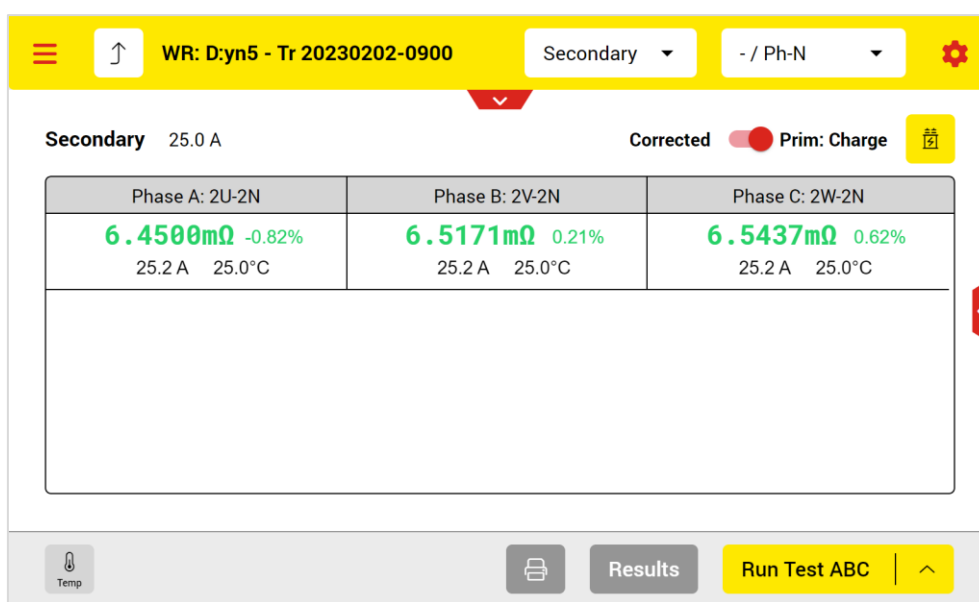 WR: D:yn5 - Tr 20230202-0900 Secondary - / Ph-N
Secondary 25.0 A Corrected Prim: Charge
Phase A: 2U-2N Phase B: 2V-2N Phase C: 2W-2N
6.4500mΩ -0.82% 6.5171mΩ 0.21% 6.5437mΩ 0.62%
25.2 A 25.0°C 25.2 A 25.0°C 25.2 A 25.0°C
Temp Results Run Test ABC